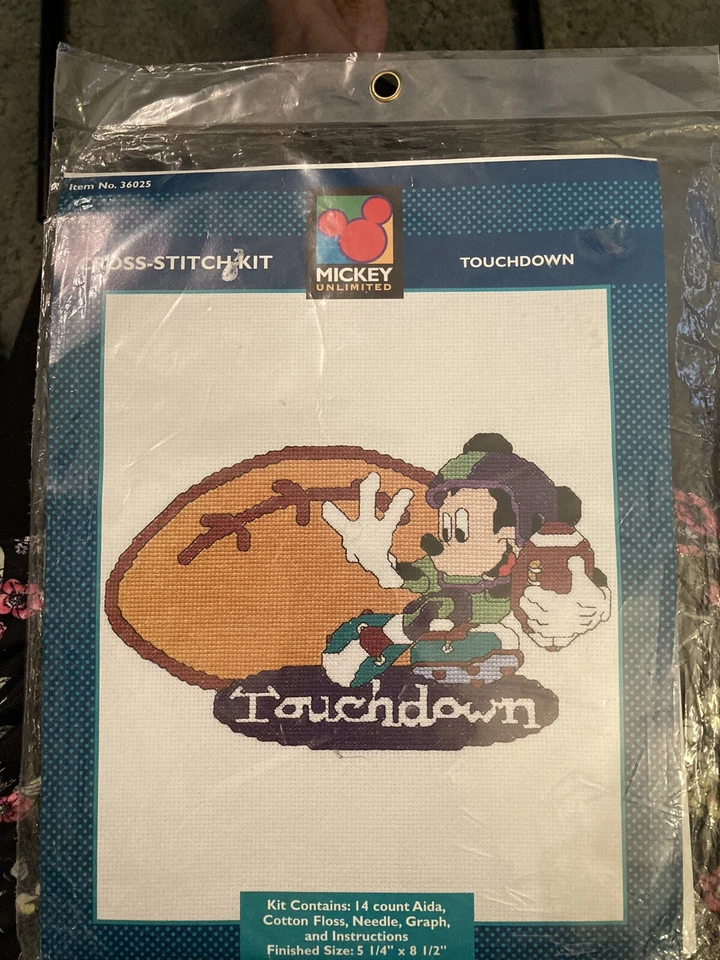 Item No. 36025
CROSS-STITCH KIT
MICKEY
UNLIMITED
TOUCHDOWN
Touchdown
Kit Contains: 14 count Aida,
Cotton Floss, Needle, Graph,
and Instructions
Finished Size: 5 1/4" x 8 1/2"